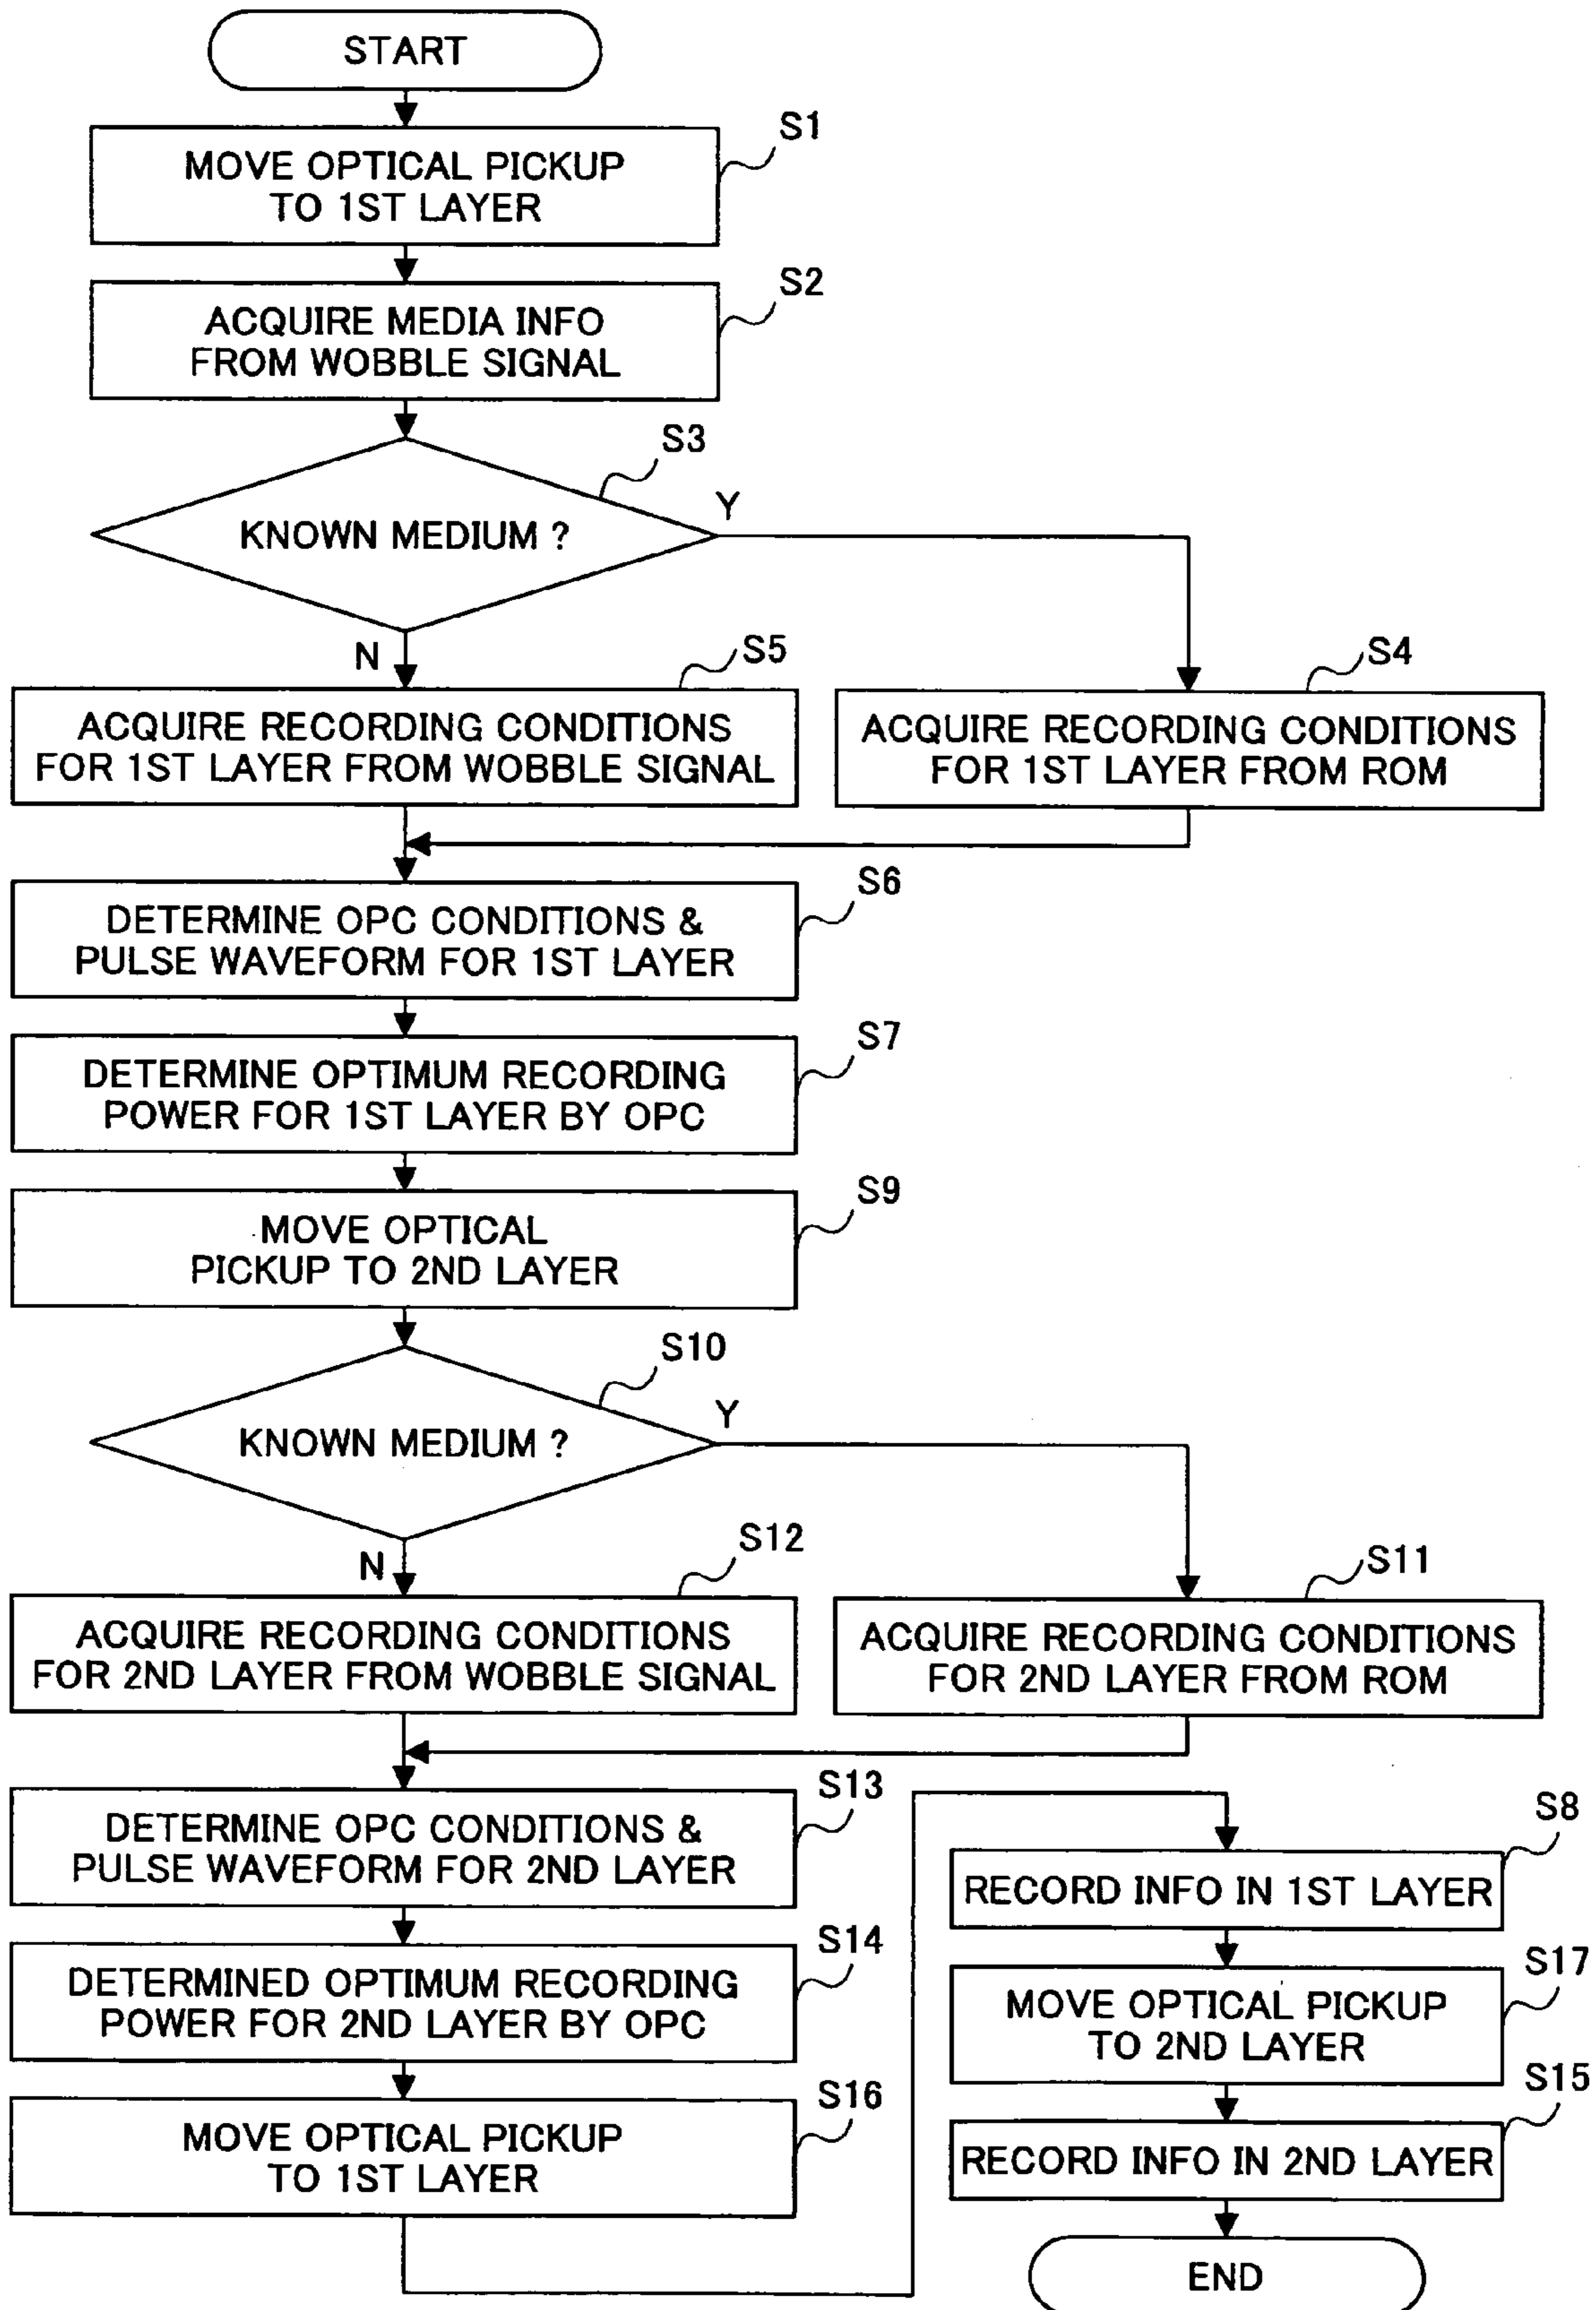 START
S1
MOVE OPTICAL PICKUP
TO 1ST LAYER
S2
ACQUIRE MEDIA INFO
FROM WOBBLE SIGNAL
S3
KNOWN MEDIUM ?
Y
N
S5
ACQUIRE RECORDING CONDITIONS
FOR 1ST LAYER FROM WOBBLE SIGNAL
S4
ACQUIRE RECORDING CONDITIONS
FOR 1ST LAYER FROM ROM
S6
DETERMINE OPC CONDITIONS &
PULSE WAVEFORM FOR 1ST LAYER
S7
DETERMINE OPTIMUM RECORDING
POWER FOR 1ST LAYER BY OPC
S9
MOVE OPTICAL
PICKUP TO 2ND LAYER
S10
KNOWN MEDIUM ?
Y
N
S12
ACQUIRE RECORDING CONDITIONS
FOR 2ND LAYER FROM WOBBLE SIGNAL
S11
ACQUIRE RECORDING CONDITIONS
FOR 2ND LAYER FROM ROM
S13
DETERMINE OPC CONDITIONS &
PULSE WAVEFORM FOR 2ND LAYER
S14
DETERMINED OPTIMUM RECORDING
POWER FOR 2ND LAYER BY OPC
S16
MOVE OPTICAL PICKUP
TO 1ST LAYER
S8
RECORD INFO IN 1ST LAYER
S17
MOVE OPTICAL PICKUP
TO 2ND LAYER
S15
RECORD INFO IN 2ND LAYER
END